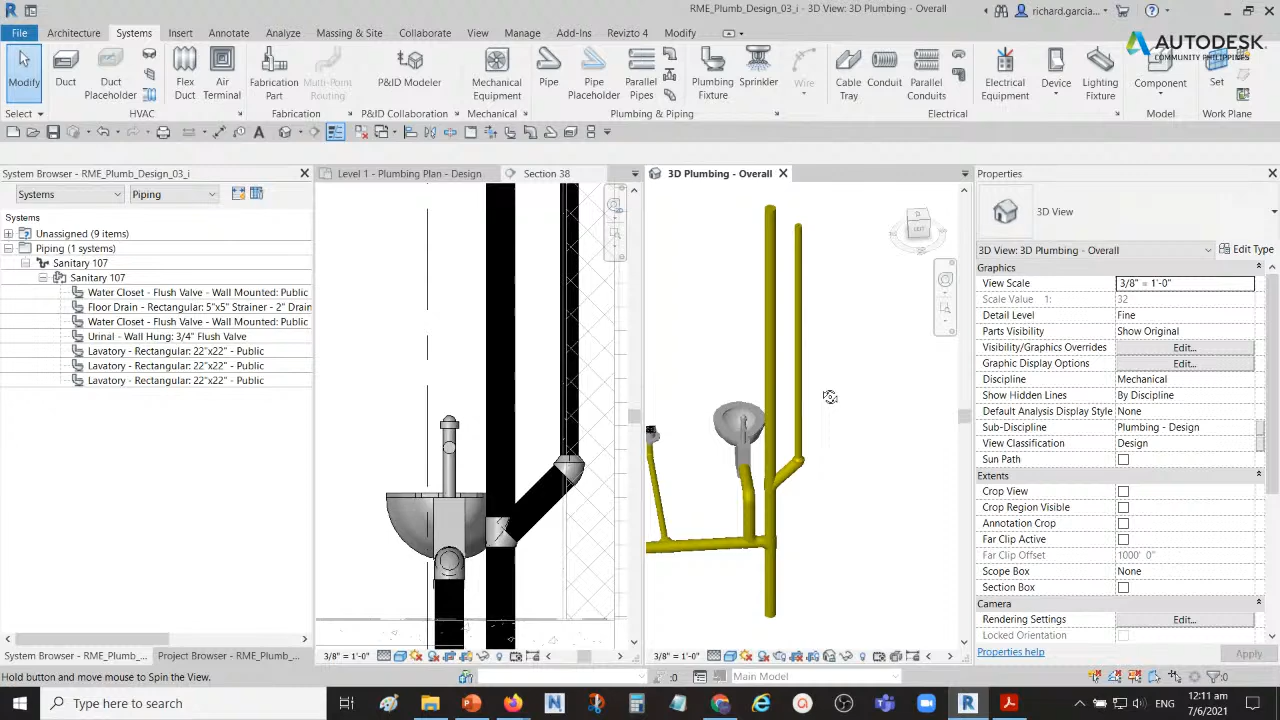 RME_Plumb_Design_03_i - 3D View: 3D Plumbing - Overall
richard.garcia...
AUTODESK
COMMUNITY PHILIPPINES
File
Architecture
Systems
Insert
Annotate
Analyze
Massing & Site
Collaborate
View
Manage
Add-Ins
Revizto 4
Modify
Modify
Duct
Duct Placeholder
Flex Duct
Air Terminal
Fabrication Part
Multi-Point Routing
P&ID Modeler
Mechanical Equipment
Pipe
Pipe Placeholder
Parallel Pipes
Plumbing Fixture
Sprinkler
Wire
Cable Tray
Conduit
Parallel Conduits
Electrical Equipment
Device
Lighting Fixture
Component
Set
Select
HVAC
Fabrication
P&ID Collaboration
Mechanical
Plumbing & Piping
Electrical
Model
Work Plane
System Browser - RME_Plumb_Design_03_i
Systems
Piping
Systems
Unassigned (9 items)
Piping (1 systems)
Sanitary 107
Sanitary 107
Water Closet - Flush Valve - Wall Mounted: Public
Floor Drain - Rectangular: 5"x5" Strainer - 2" Drain
Water Closet - Flush Valve - Wall Mounted: Public
Urinal - Wall Hung: 3/4" Flush Valve
Lavatory - Rectangular: 22"x22" - Public
Lavatory - Rectangular: 22"x22" - Public
Lavatory - Rectangular: 22"x22" - Public
Level 1 - Plumbing Plan - Design
Section 38
3D Plumbing - Overall
LEFT
Properties
3D View
3D View: 3D Plumbing - Overall
Edit Type
Graphics
View Scale 3/8" = 1'-0"
Scale Value 1: 32
Detail Level Fine
Parts Visibility Show Original
Visibility/Graphics Overrides Edit...
Graphic Display Options Edit...
Discipline Mechanical
Show Hidden Lines By Discipline
Default Analysis Display Style None
Sub-Discipline Plumbing - Design
View Classification Design
Sun Path
Extents
Crop View
Crop Region Visible
Annotation Crop
Far Clip Active
Far Clip Offset 1000' 0"
Scope Box None
Section Box
Camera
Rendering Settings Edit...
Locked Orientation
Properties help
Apply
System Browser - RME_Plumb_...
Project Browser - RME_Plumb_...
3/8" = 1'-0"
3/8" = 1'-0"
Hold button and move mouse to Spin the View.
:0
Main Model
:0
Type here to search
ENG
12:11 am
7/6/2021